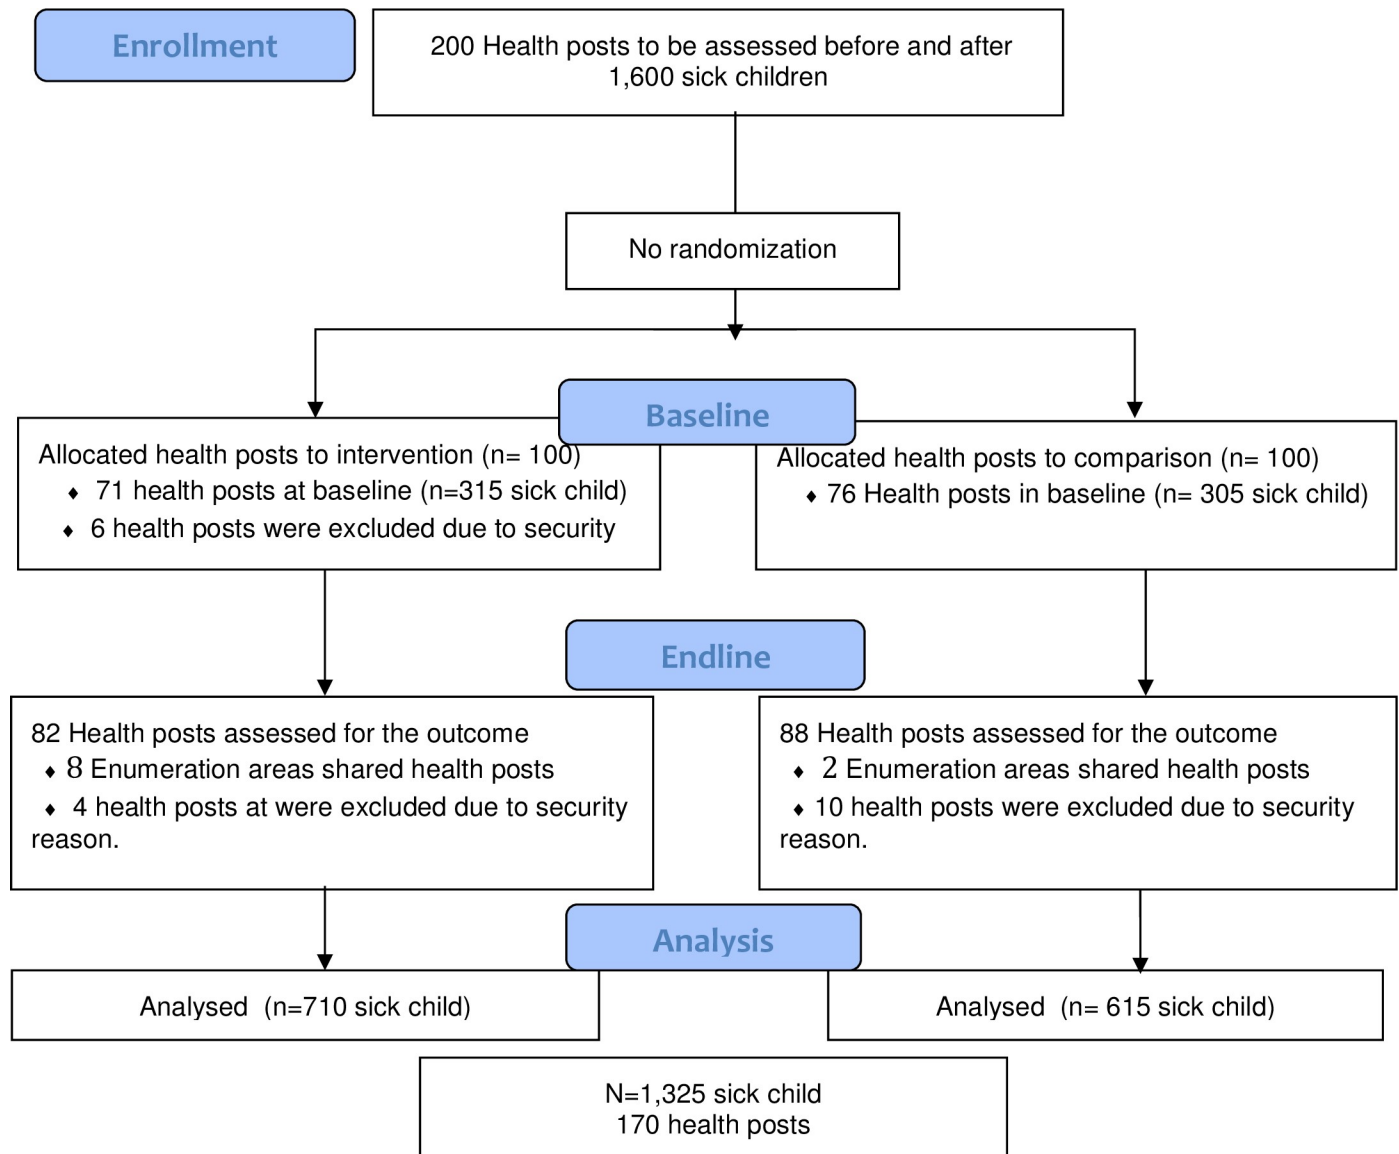 Enrollment
200 Health posts to be assessed before and after
1,600 sick children
No randomization
Baseline
Allocated health posts to intervention (n= 100)
♦ 71 health posts at baseline (n=315 sick child)
♦ 6 health posts were excluded due to security
Allocated health posts to comparison (n= 100)
♦ 76 Health posts in baseline (n= 305 sick child)
Endline
82 Health posts assessed for the outcome
♦ 8 Enumeration areas shared health posts
♦ 4 health posts at were excluded due to security
reason.
88 Health posts assessed for the outcome
♦ 2 Enumeration areas shared health posts
♦ 10 health posts were excluded due to security
reason.
Analysis
Analysed (n=710 sick child)
Analysed (n= 615 sick child)
N=1,325 sick child
170 health posts